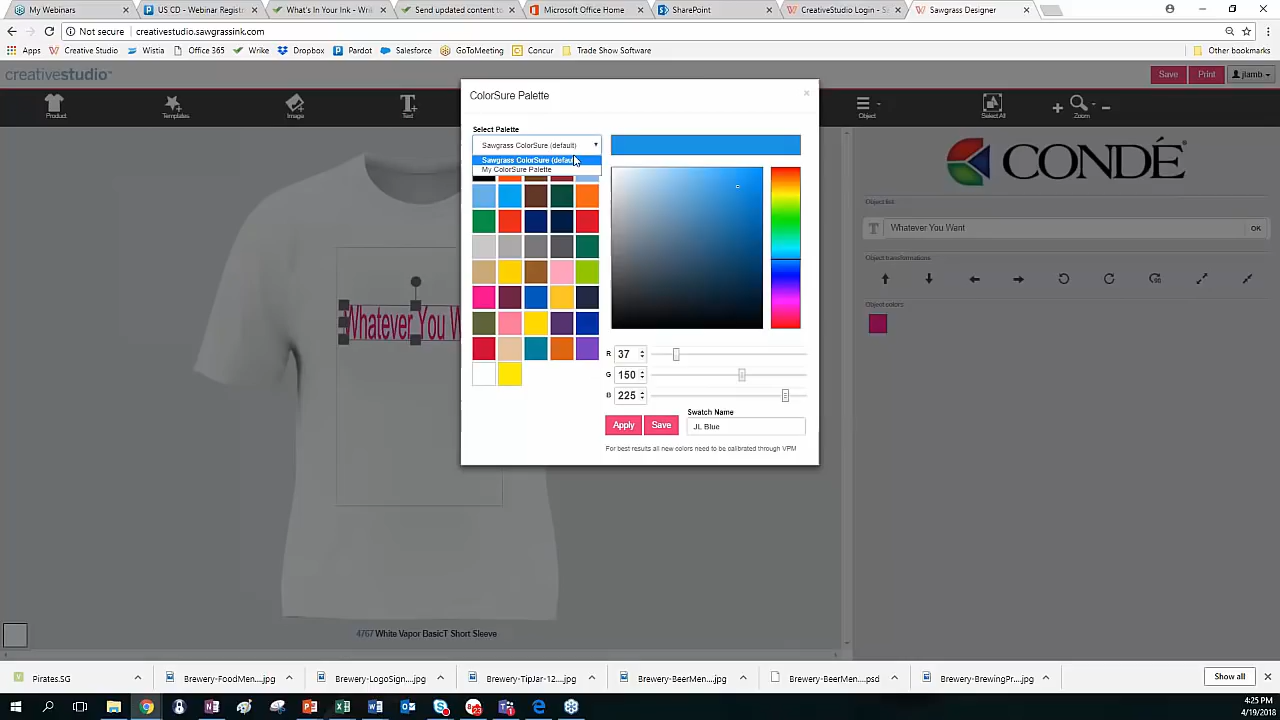 My Webinars
US CD - Webinar Registr
What's In Your Ink - Wrik
Send updated content to
Microsoft Office Home
SharePoint
CreativeStudio Login - Sa
Sawgrass Designer
Not secure | creativestudio.sawgrassink.com
Apps
Creative Studio
Wistia
Office 365
Wrike
Dropbox
Pardot
Salesforce
GoToMeeting
Concur
Trade Show Software
Other bookmarks
creativestudio™
Save
Print
jlamb
Product
Templates
Image
Text
Object
Select All
Zoom
ColorSure Palette
Select Palette
Sawgrass ColorSure (default)
Sawgrass ColorSure (default)
My ColorSure Palette
R 37
G 150
B 225
Swatch Name
Apply
Save
JL Blue
For best results all new colors need to be calibrated through VPM
Whatever You W
4767 White Vapor BasicT Short Sleeve
CONDÉ
Object list:
T Whatever You Want OK
Object transformations:
Object colors:
Pirates.SG
Brewery-FoodMen....jpg
Brewery-LogoSign....jpg
Brewery-TipJar-12....jpg
Brewery-BeerMen....jpg
Brewery-BeerMen....psd
Brewery-BrewingPr....jpg
Show all
4:25 PM
4/19/2018